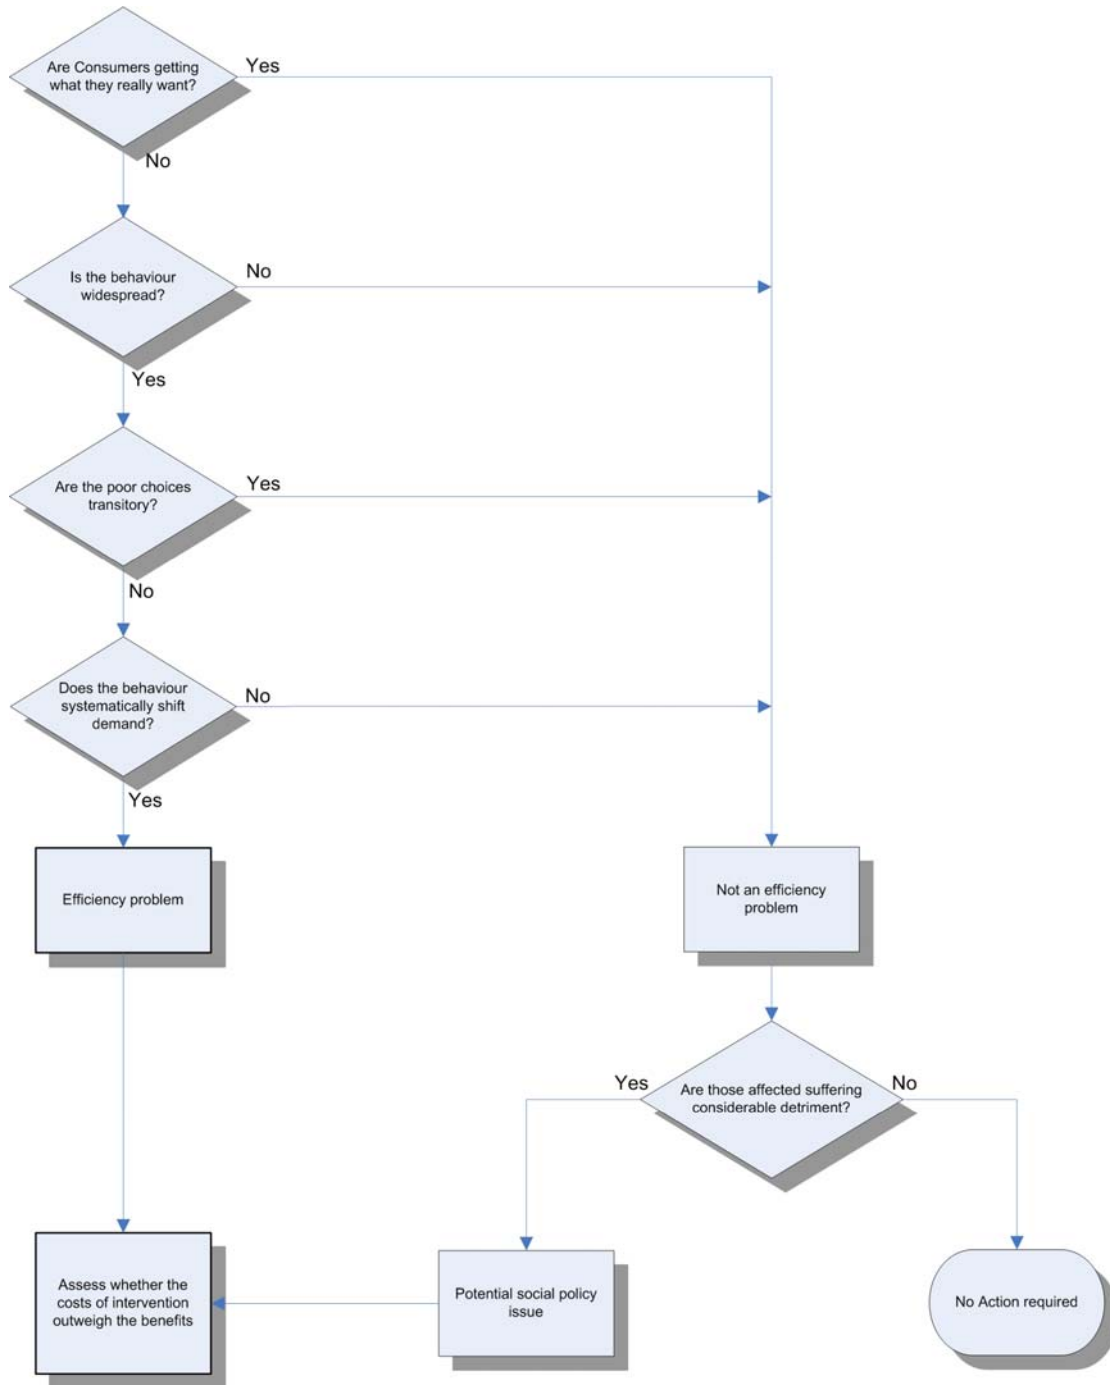 Are Consumers getting
what they really want?
Yes
No
Is the behaviour
widespread?
No
Yes
Are the poor choices
transitory?
Yes
No
Does the behaviour
systematically shift
demand?
No
Yes
Efficiency problem
Not an efficiency
problem
Yes
Are those affected suffering
considerable detriment?
No
Assess whether the
costs of intervention
outweigh the benefits
Potential social policy
issue
No Action required